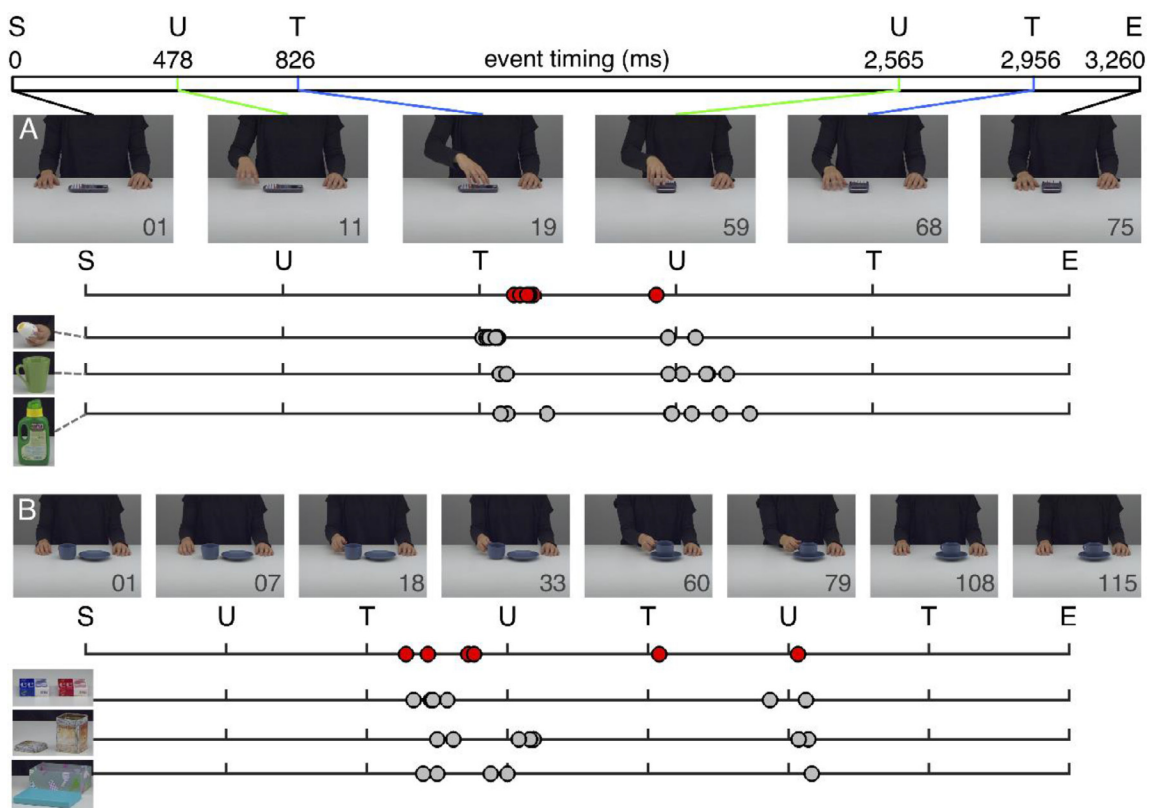 S U T U T E
0 478 826 event timing (ms) 2,565 2,956 3,260
A
01 11 19 59 68 75
S U T U T E
B
01 07 18 33 60 79 108 115
S U T U T U T E